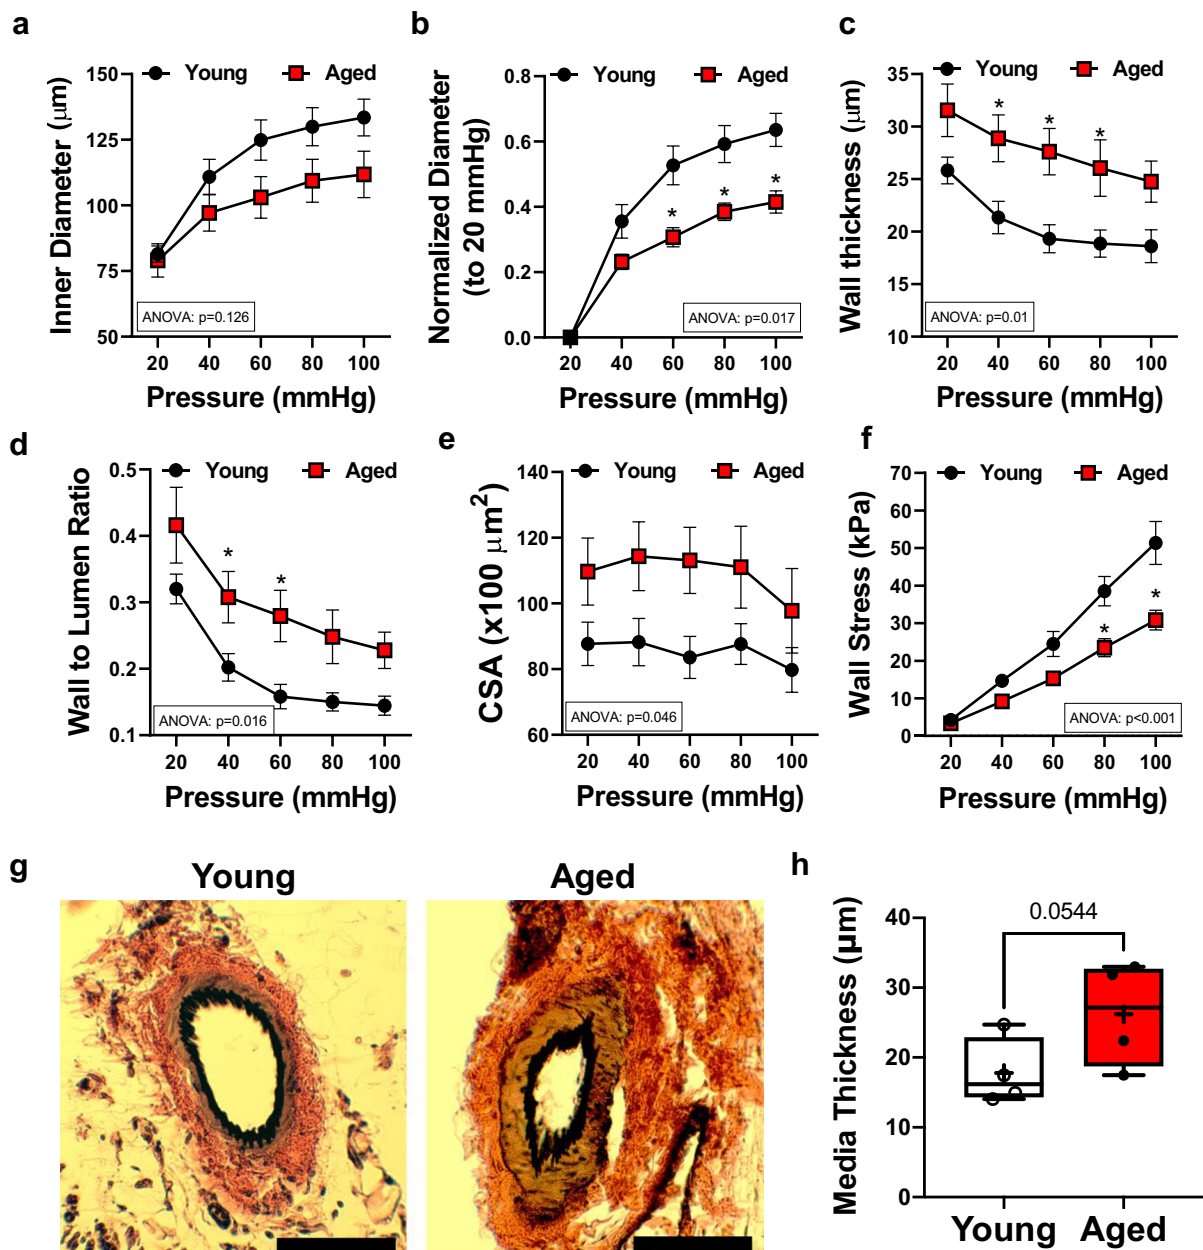 a
Young Aged
Inner Diameter (μm)
150
125
100
75
50
ANOVA: p=0.126
20 40 60 80 100
Pressure (mmHg)
b
Young Aged
Normalized Diameter
(to 20 mmHg)
0.8
0.6
0.4
0.2
0.0
* * *
ANOVA: p=0.017
20 40 60 80 100
Pressure (mmHg)
c
Young Aged
Wall thickness (μm)
35
30
25
20
15
10
* * *
ANOVA: p=0.01
20 40 60 80 100
Pressure (mmHg)
d
Young Aged
Wall to Lumen Ratio
0.5
0.4
0.3
0.2
0.1
* *
ANOVA: p=0.016
20 40 60 80 100
Pressure (mmHg)
e
Young Aged
CSA (x100 μm²)
140
120
100
80
60
ANOVA: p=0.046
20 40 60 80 100
Pressure (mmHg)
f
Young Aged
Wall Stress (kPa)
70
60
50
40
30
20
10
0
* *
ANOVA: p<0.001
20 40 60 80 100
Pressure (mmHg)
g
Young Aged
h
Media Thickness (μm)
40
30
20
10
0
0.0544
Young Aged